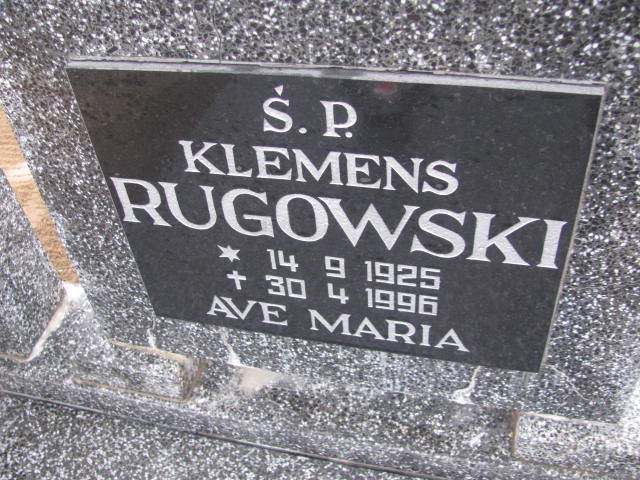 Ś. P.
KLEMENS
RUGOWSKI
* 14 9 1925
✝ 30 4 1996
AVE MARIA